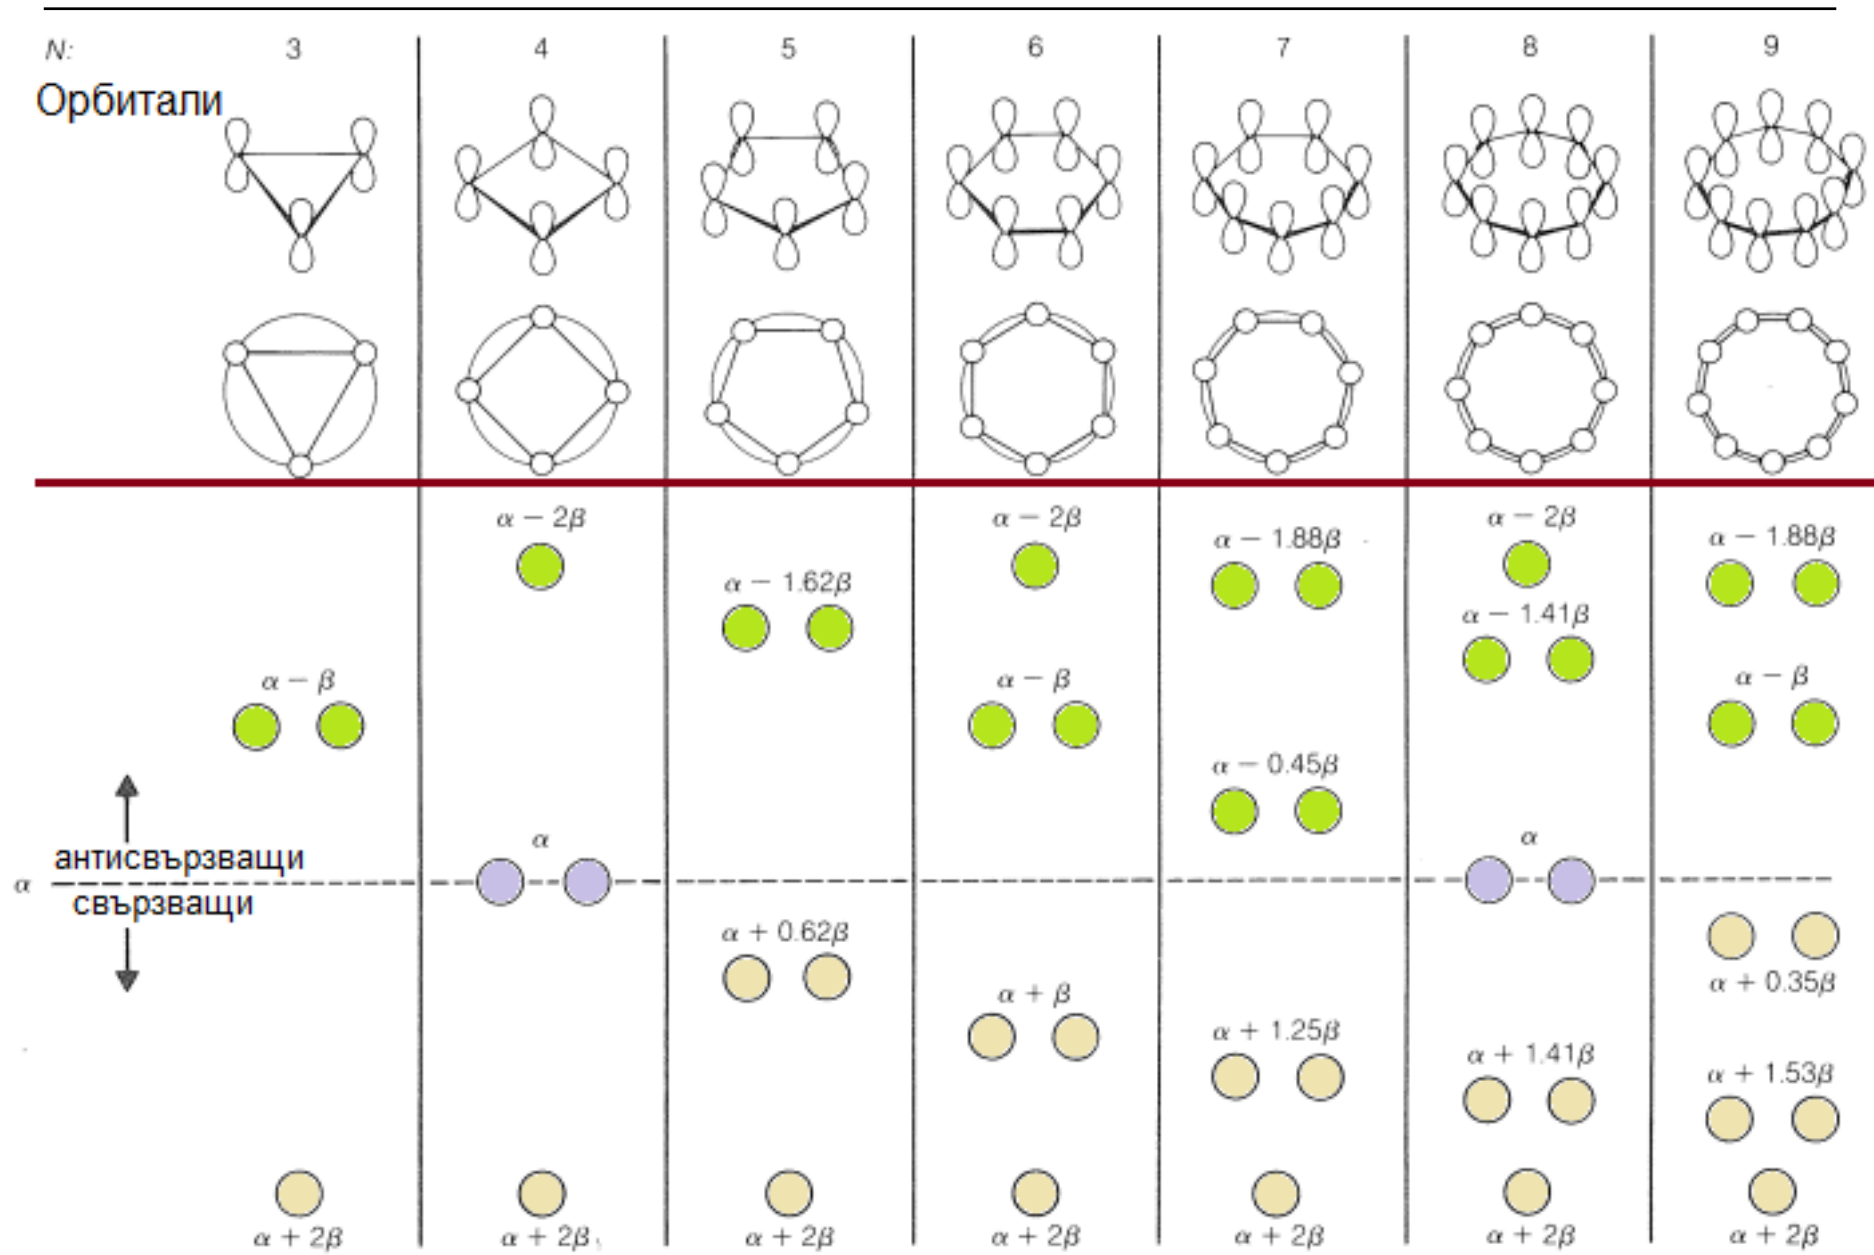 N: 3 4 5 6 7 8 9
Орбитали
α − 2β α − 2β α − 2β
α − 1.88β α − 1.88β
α − 1.62β
α − 1.41β
α − β α − β α − β
α − 0.45β
α α
антисвързващи
α
свързващи
α + 0.62β
α + 0.35β
α + β
α + 1.25β
α + 1.41β
α + 1.53β
α + 2β α + 2β α + 2β α + 2β α + 2β α + 2β α + 2β